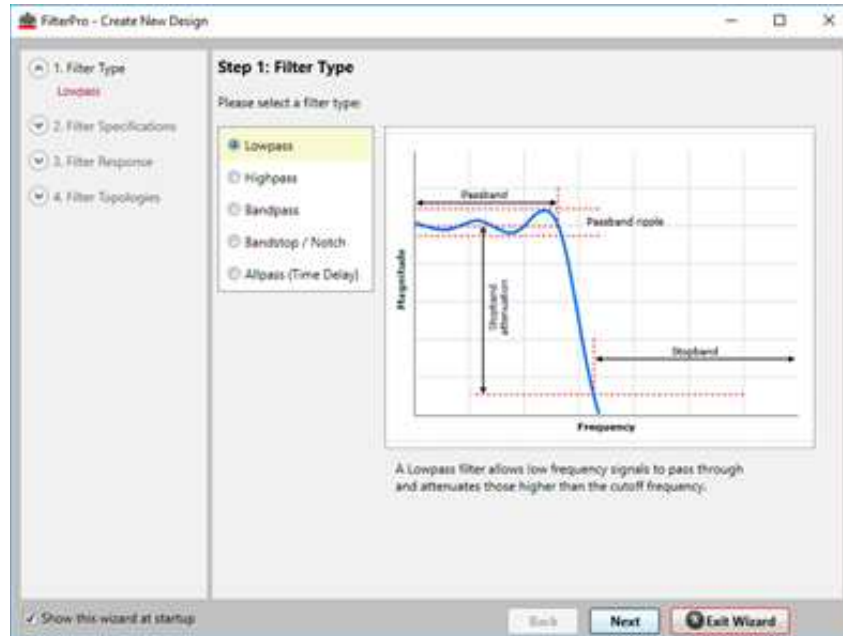 FilterPro - Create New Design
1. Filter Type
Lowpass
2. Filter Specifications
3. Filter Response
4. Filter Topologies
Step 1: Filter Type
Please select a filter type:
Lowpass
Highpass
Bandpass
Bandstop / Notch
Allpass (Time Delay)
Passband
Passband ripple
Magnitude
Stopband
attenuation
Stopband
Frequency
A Lowpass filter allows low frequency signals to pass through
and attenuates those higher than the cutoff frequency.
Show this wizard at startup
Back
Next
Exit Wizard